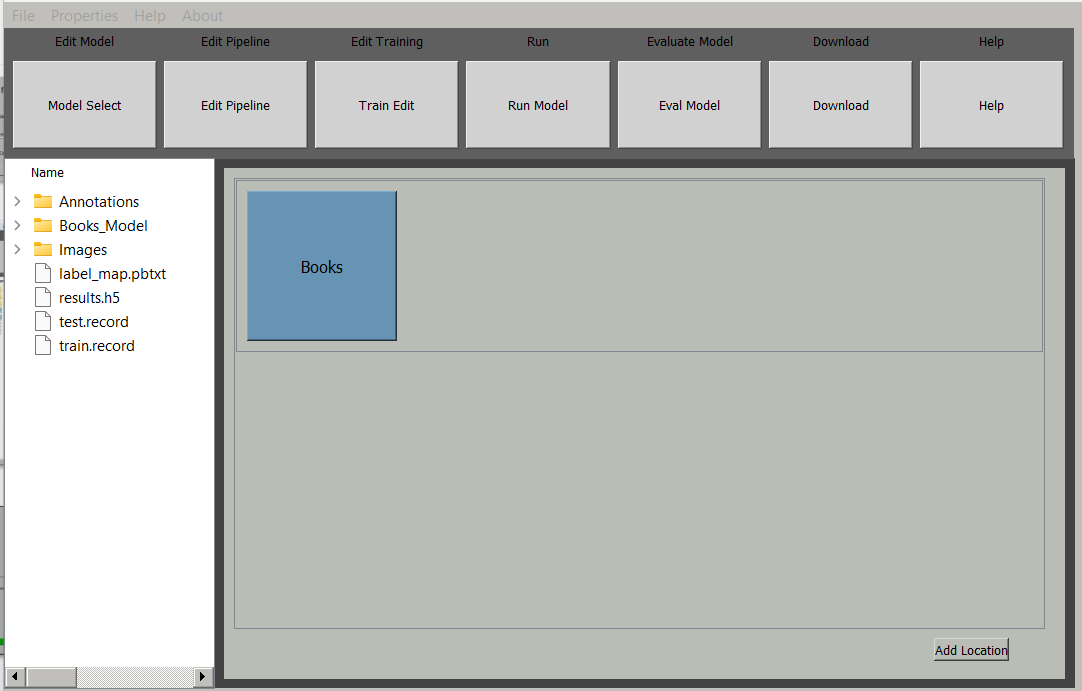 File Properties Help About
Edit Model Edit Pipeline Edit Training Run Evaluate Model Download Help
Model Select Edit Pipeline Train Edit Run Model Eval Model Download Help
Name
Annotations
Books_Model
Images
label_map.pbtxt
results.h5
test.record
train.record
Books
Add Location